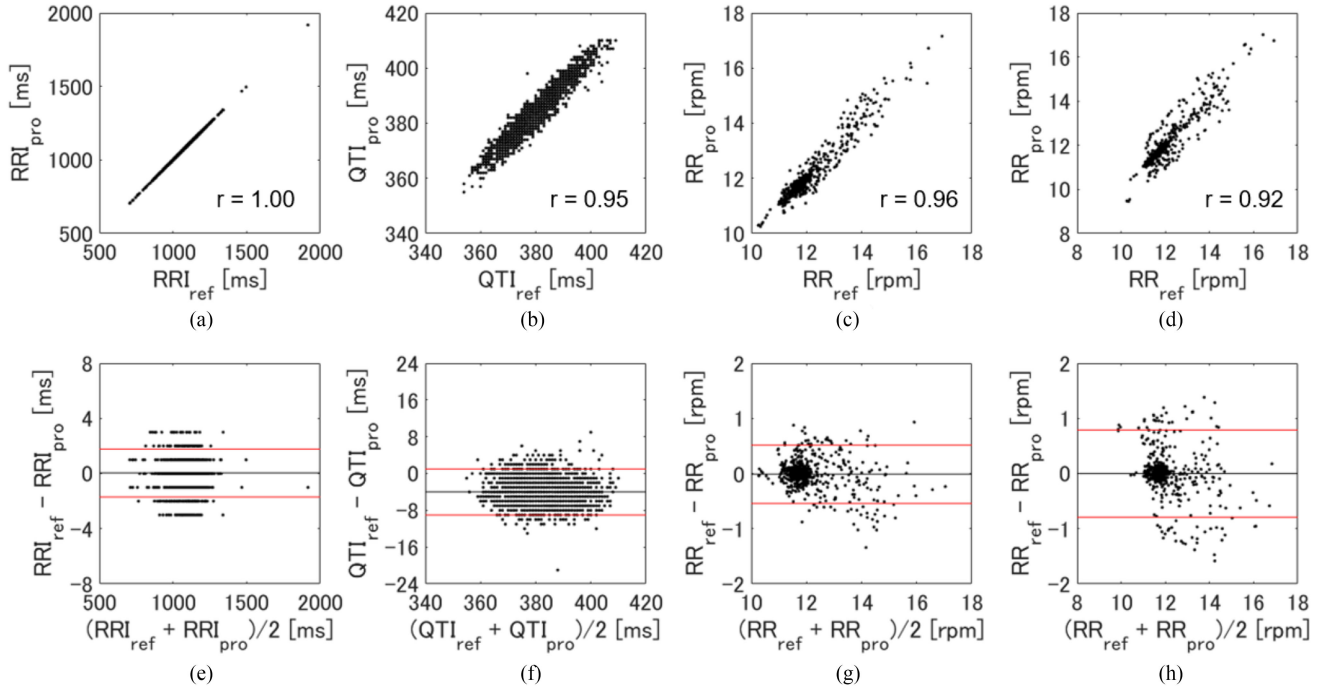 2000
1500
1000
500
500 1000 1500 2000
RRI_pro [ms]
RRI_ref [ms]
r = 1.00
(a)
420
400
380
360
340
340 360 380 400 420
QTI_pro [ms]
QTI_ref [ms]
r = 0.95
(b)
18
16
14
12
10
10 12 14 16 18
RR_pro [rpm]
RR_ref [rpm]
r = 0.96
(c)
18
16
14
12
10
8
8 10 12 14 16 18
RR_pro [rpm]
RR_ref [rpm]
r = 0.92
(d)
8
4
0
−4
−8
500 1000 1500 2000
RRI_ref − RRI_pro [ms]
(RRI_ref + RRI_pro)/2 [ms]
(e)
24
16
8
0
−8
−16
−24
340 360 380 400 420
QTI_ref − QTI_pro [ms]
(QTI_ref + QTI_pro)/2 [ms]
(f)
2
1
0
−1
−2
10 12 14 16 18
RR_ref − RR_pro [rpm]
(RR_ref + RR_pro)/2 [rpm]
(g)
2
1
0
−1
−2
8 10 12 14 16 18
RR_ref − RR_pro [rpm]
(RR_ref + RR_pro)/2 [rpm]
(h)